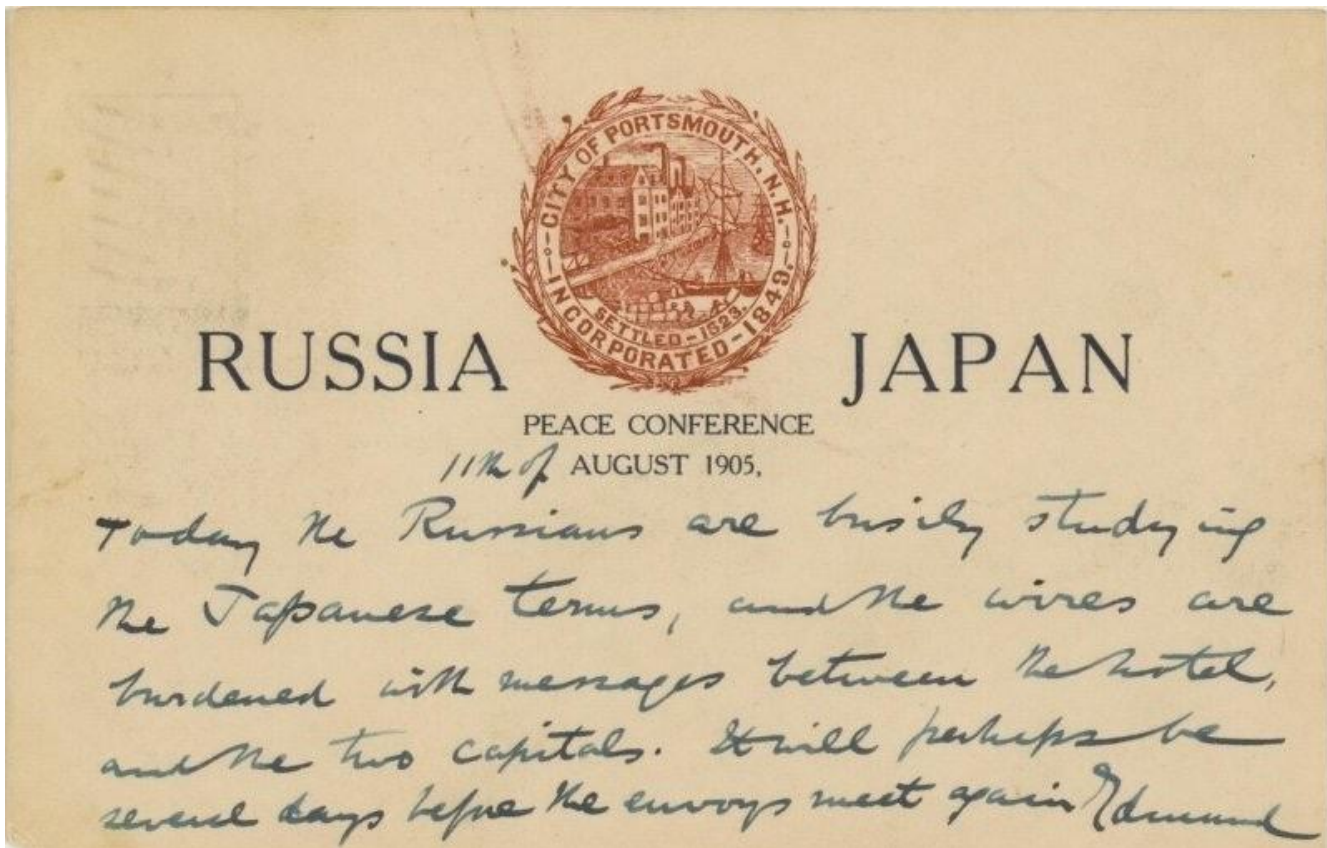 CITY OF PORTSMOUTH, N.H.
INCORPORATED-1849.
SETTLED-1623.
RUSSIA JAPAN
PEACE CONFERENCE
11th of AUGUST 1905,
Today the Russians are busily studying
the Japanese terms, and the wires are
burdened with messages between the hotel,
and the two capitals. It will perhaps be
several days before the envoys meet again Edmund